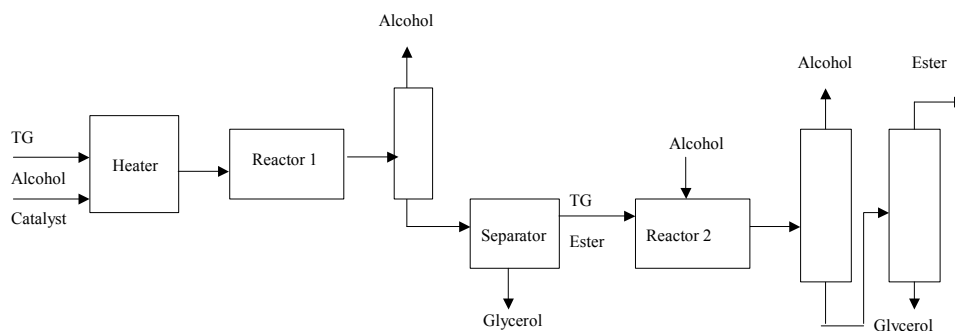 Alcohol
Alcohol
Ester
TG
Heater
Reactor 1
Alcohol
Alcohol
Catalyst
TG
Separator
Ester
Reactor 2
Glycerol
Glycerol